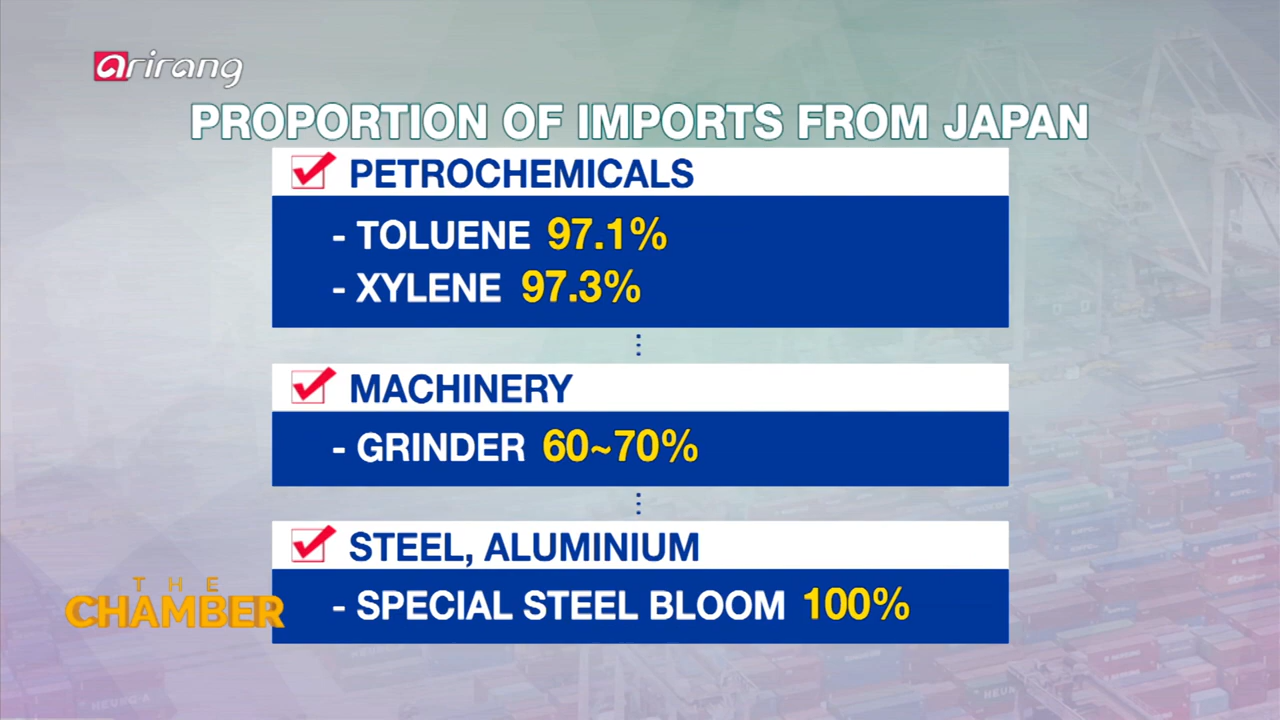 arirang
PROPORTION OF IMPORTS FROM JAPAN
PETROCHEMICALS
- TOLUENE 97.1%
- XYLENE 97.3%
MACHINERY
- GRINDER 60~70%
STEEL, ALUMINIUM
- SPECIAL STEEL BLOOM 100%
THE
CHAMBER